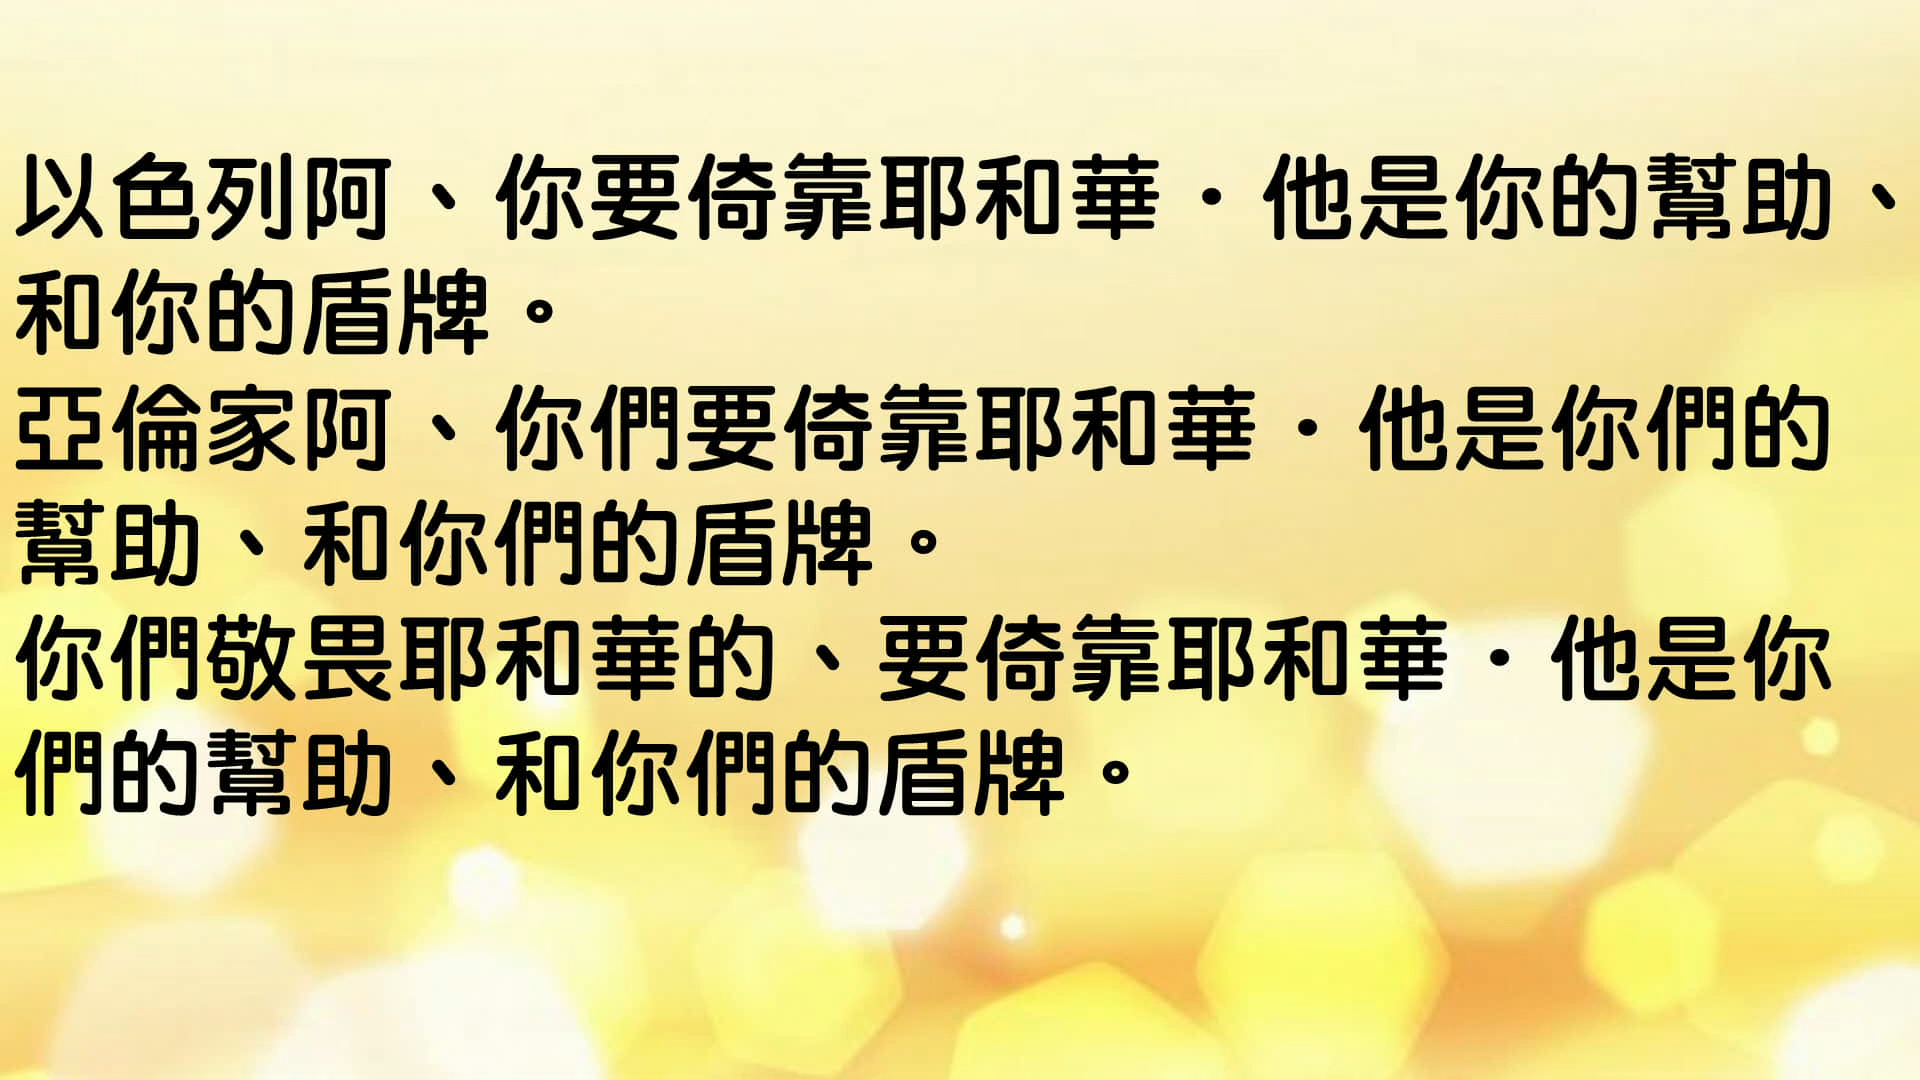 以色列阿、你要倚靠耶和華．他是你的幫助、
和你的盾牌。
亞倫家阿、你們要倚靠耶和華．他是你們的
幫助、和你們的盾牌。
你們敬畏耶和華的、要倚靠耶和華．他是你
們的幫助、和你們的盾牌。